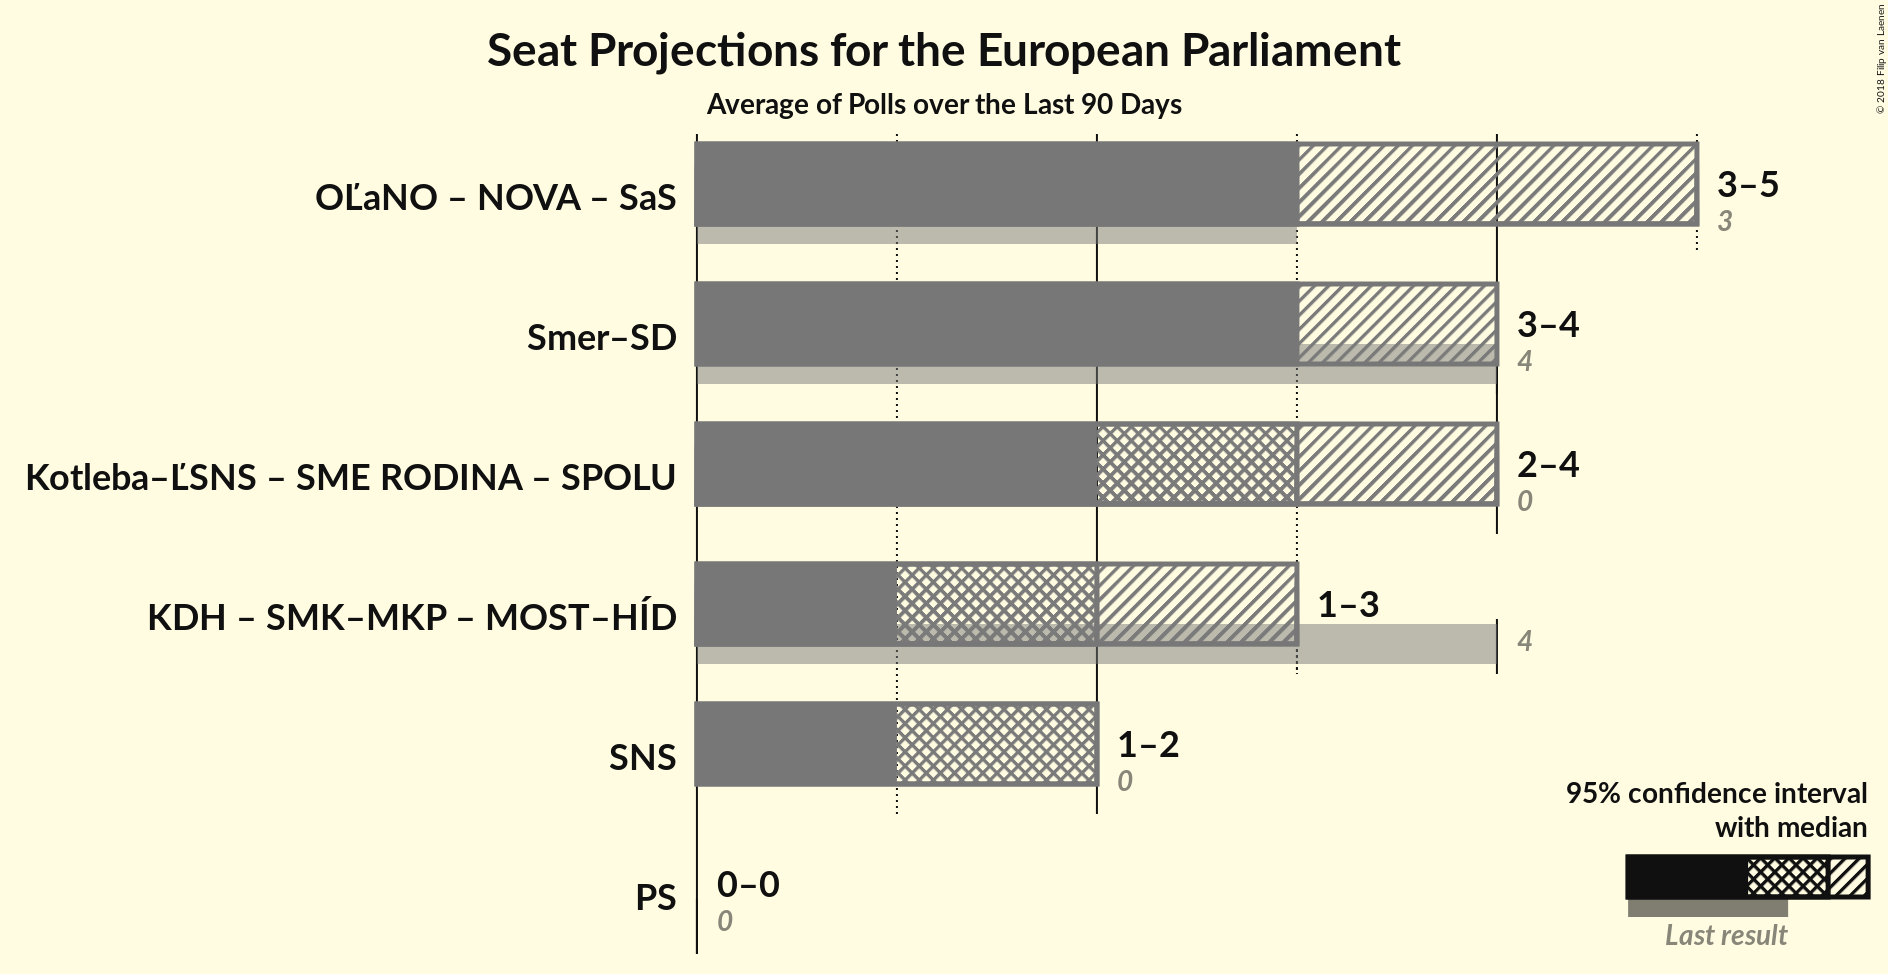 Seat Projections for the European Parliament
Average of Polls over the Last 90 Days
OĽaNO – NOVA – SaS
3–5
3
Smer–SD
3–4
4
Kotleba–ĽSNS – SME RODINA – SPOLU
2–4
0
KDH – SMK–MKP – MOST–HÍD
1–3
4
SNS
1–2
0
PS
0–0
0
95% confidence interval
with median
Last result
© 2018 Filip van Laenen